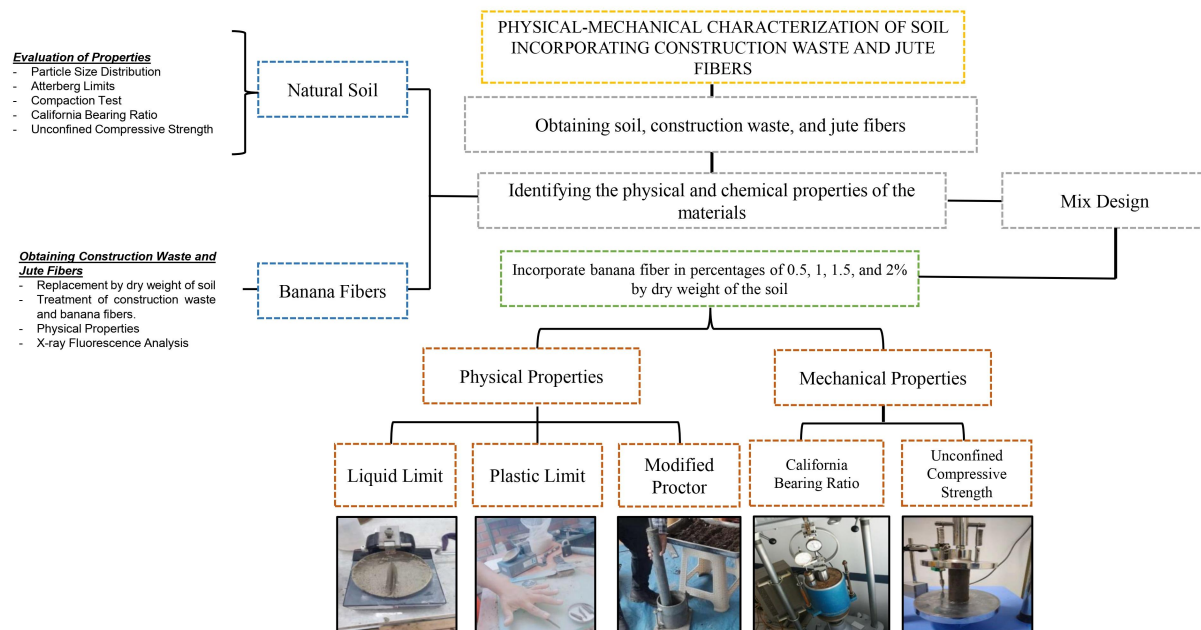 PHYSICAL-MECHANICAL CHARACTERIZATION OF SOIL
INCORPORATING CONSTRUCTION WASTE AND JUTE
FIBERS
Evaluation of Properties
- Particle Size Distribution
- Atterberg Limits
- Compaction Test
- California Bearing Ratio
- Unconfined Compressive Strength
Natural Soil
Obtaining soil, construction waste, and jute fibers
Identifying the physical and chemical properties of the
materials
Mix Design
Obtaining Construction Waste and
Jute Fibers
- Replacement by dry weight of soil
- Treatment of construction waste
and banana fibers.
- Physical Properties
- X-ray Fluorescence Analysis
Banana Fibers
Incorporate banana fiber in percentages of 0.5, 1, 1.5, and 2%
by dry weight of the soil
Physical Properties
Mechanical Properties
Liquid Limit
Plastic Limit
Modified
Proctor
California
Bearing Ratio
Unconfined
Compressive
Strength